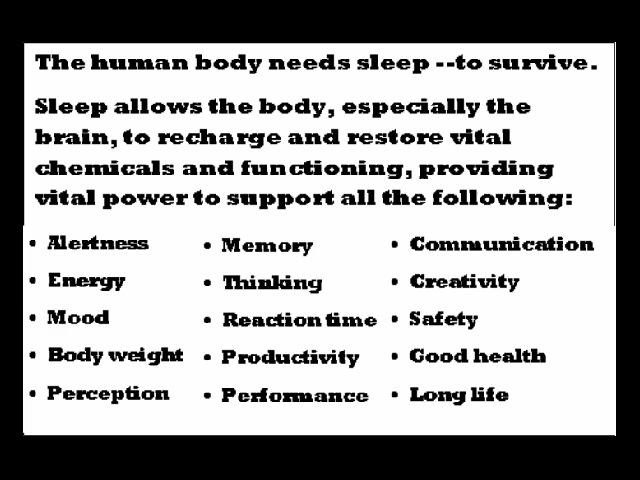 The human body needs sleep --to survive.
Sleep allows the body, especially the
brain, to recharge and restore vital
chemicals and functioning, providing
vital power to support all the following:
• Alertness
• Energy
• Mood
• Body weight
• Perception
• Memory
• Thinking
• Reaction time
• Productivity
• Performance
• Communication
• Creativity
• Safety
• Good health
• Long life